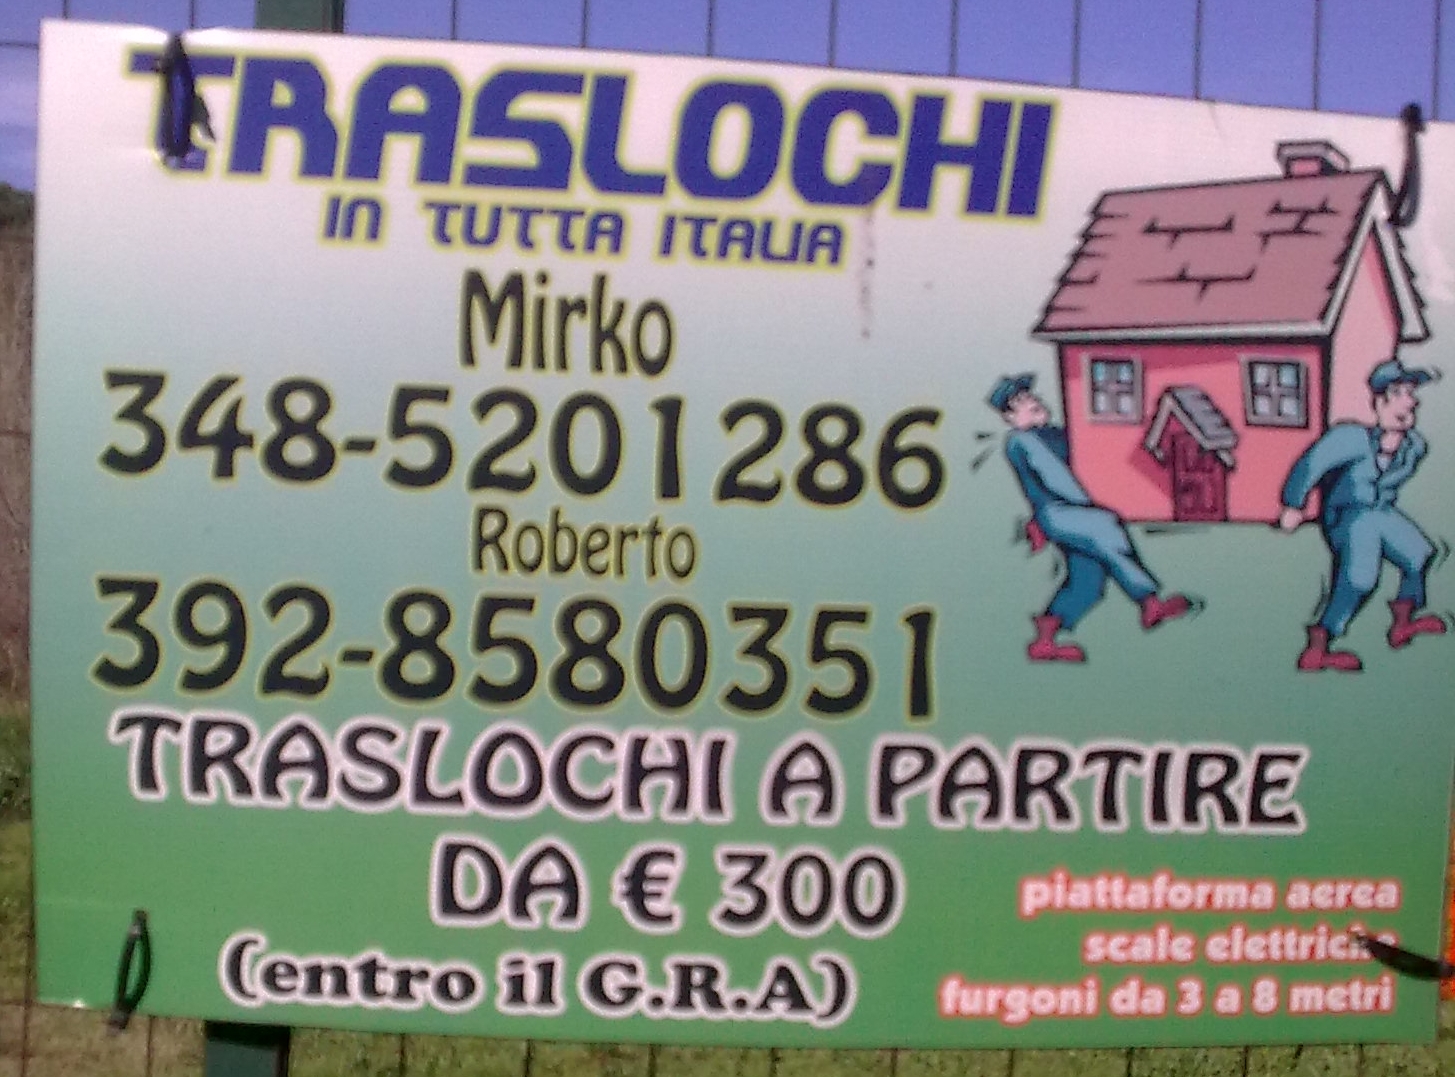 TRASLOCHI
IN TUTTA ITALIA
Mirko
348-5201286
Roberto
392-8580351
TRASLOCHI A PARTIRE
DA € 300
(entro il G.R.A)
piattaforma aerea
scale elettriche
furgoni da 3 a 8 metri